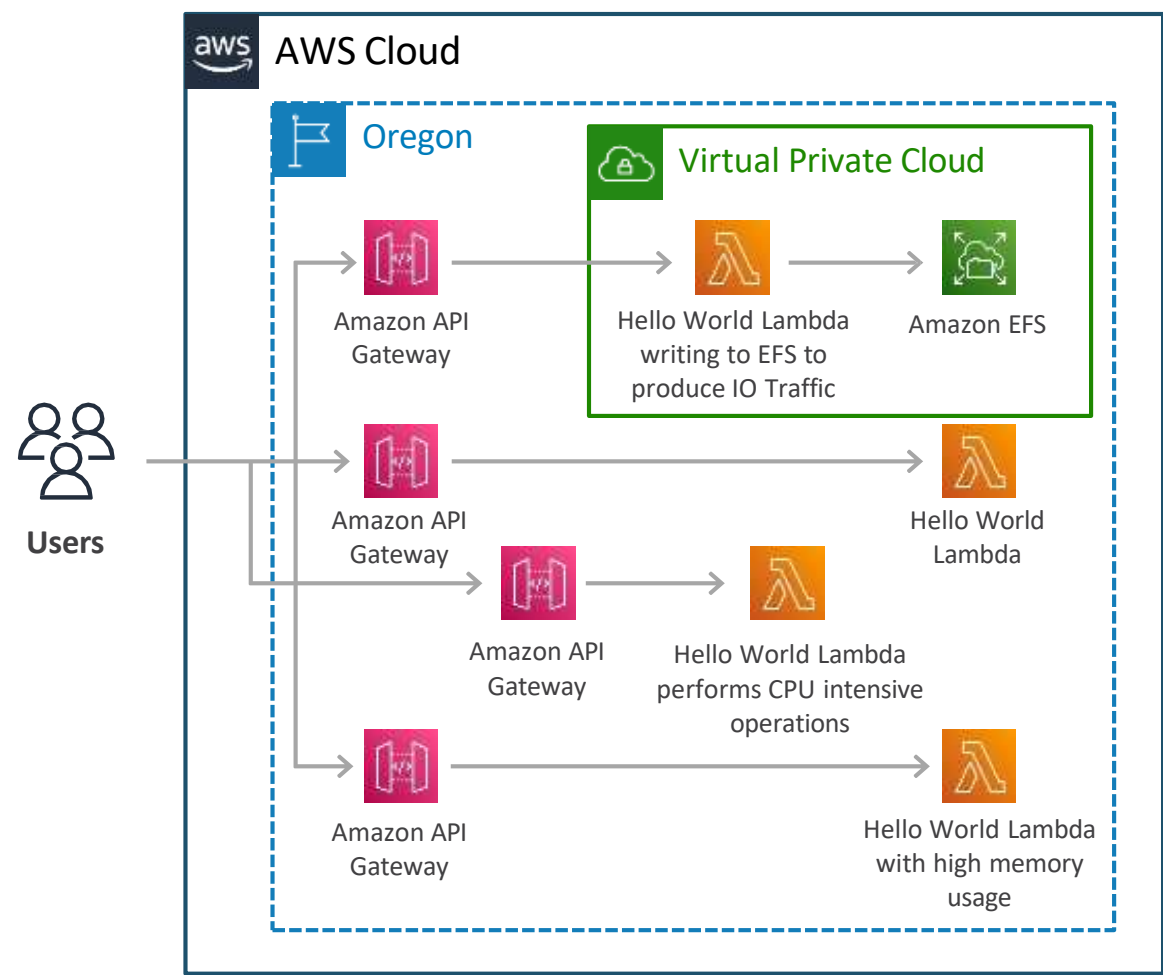 aws
AWS Cloud
Oregon
Virtual Private Cloud
Amazon API
Gateway
Hello World Lambda
writing to EFS to
produce IO Traffic
Amazon EFS
Users
Amazon API
Gateway
Hello World
Lambda
Amazon API
Gateway
Hello World Lambda
performs CPU intensive
operations
Amazon API
Gateway
Hello World Lambda
with high memory
usage